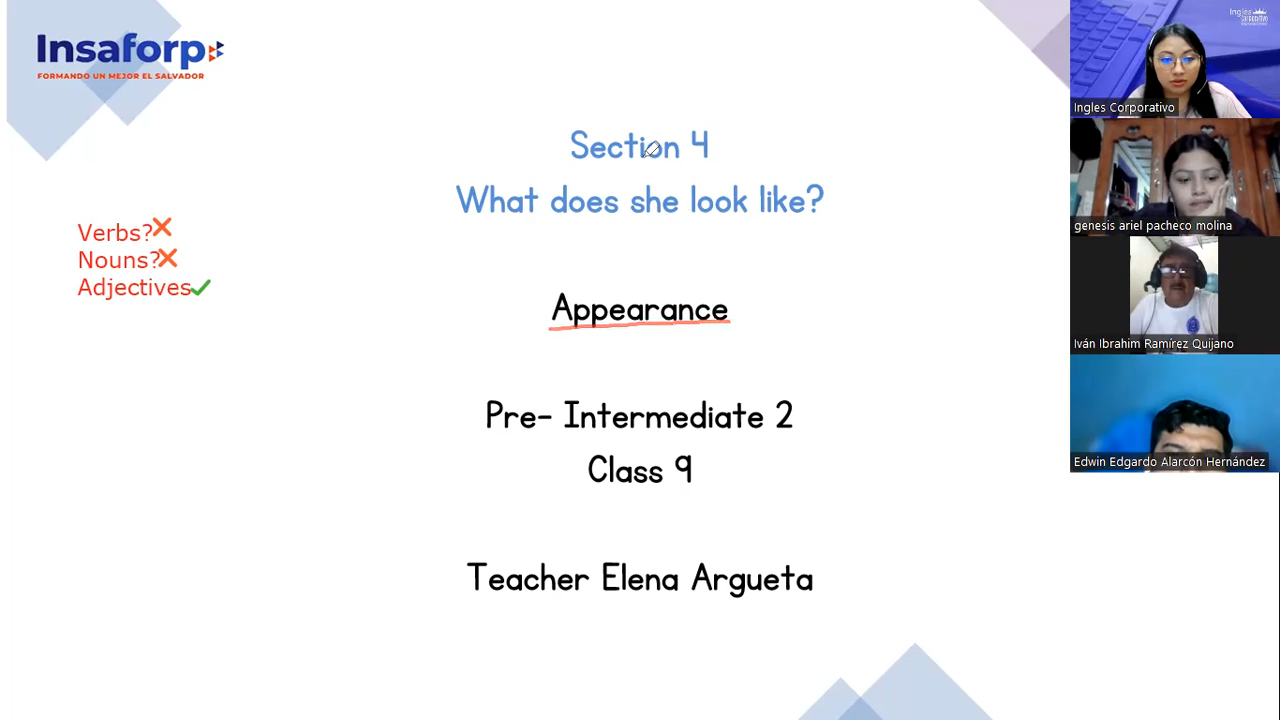 Insaforp
FORMANDO UN MEJOR EL SALVADOR
Section 4
What does she look like?
Verbs?
Nouns?
Adjectives
Appearance
Pre- Intermediate 2
Class 9
Teacher Elena Argueta
Ingles
Ingles Corporativo
genesis ariel pacheco molina
Iván Ibrahim Ramírez Quijano
Edwin Edgardo Alarcón Hernández